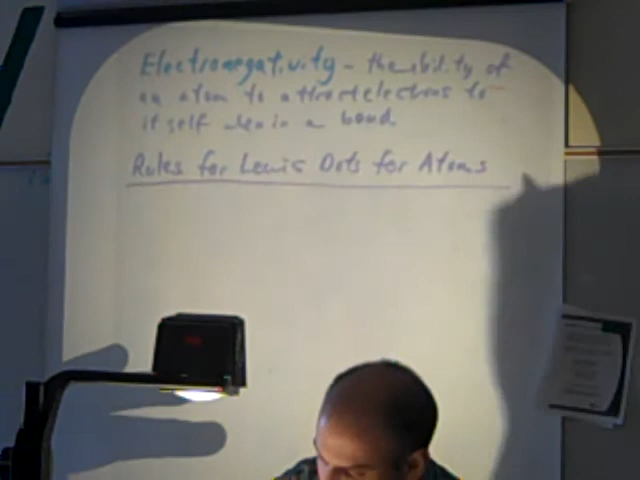 Electronegativity - the ability of
an atom to attract electrons to
itself when in a bond
Rules for Lewis Dots for Atoms